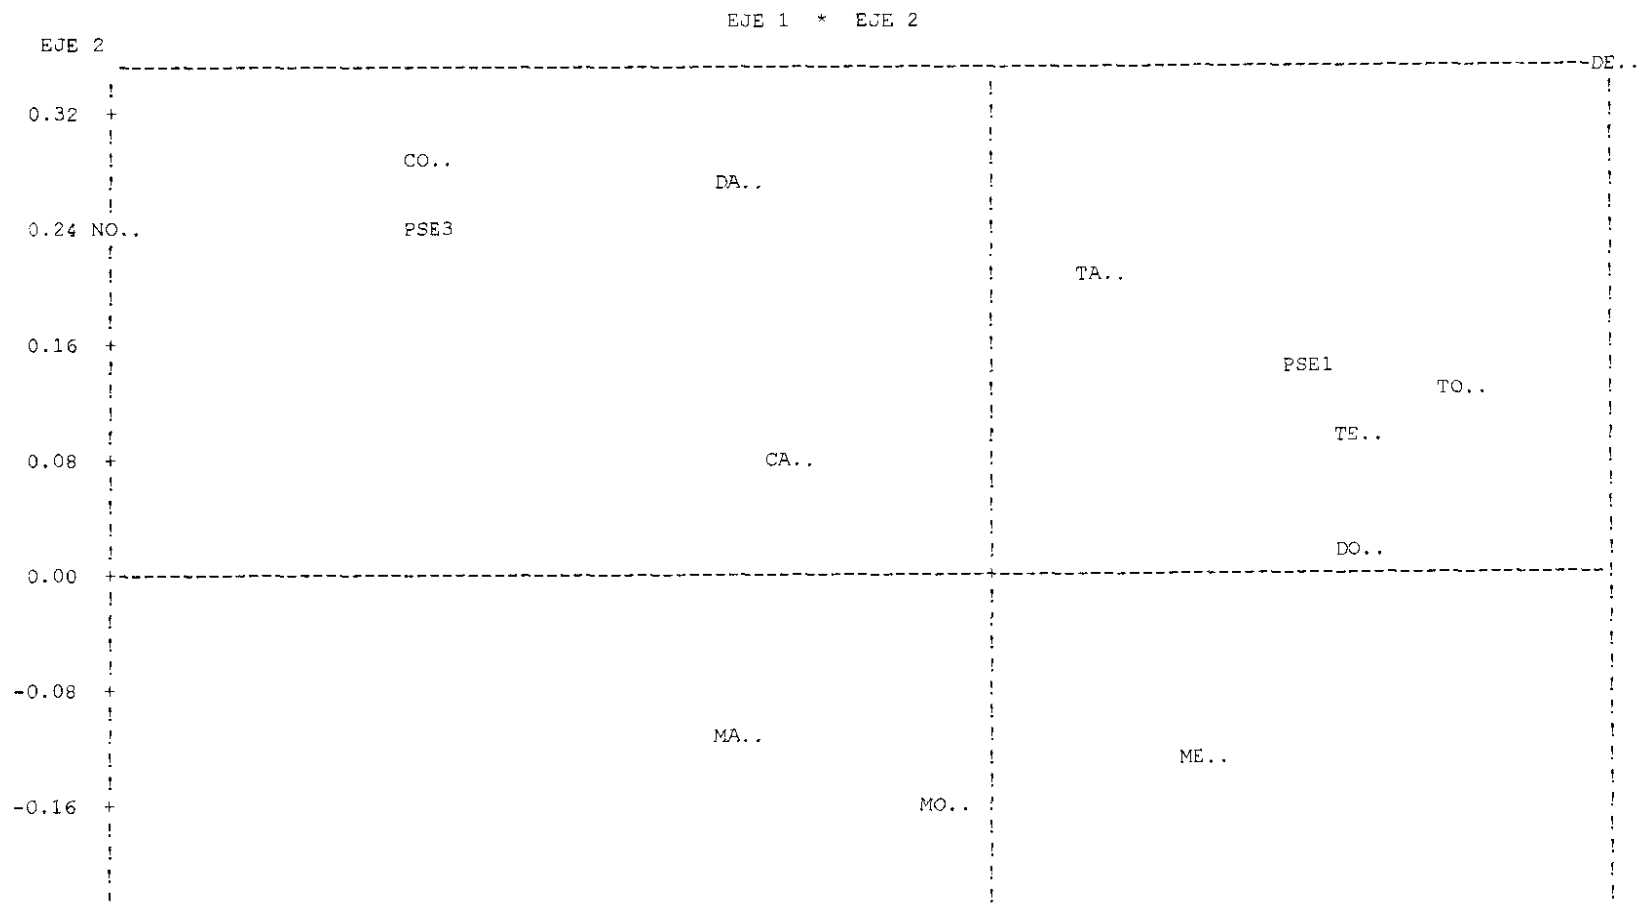 EJE 1 * EJE 2
EJE 2
DE..
0.32
CO..
DA..
0.24 NO.. PSE3
TA..
0.16
PSE1
TO..
TE..
0.08 CA..
DO..
0.00
-0.08
MA..
ME..
-0.16 MO..